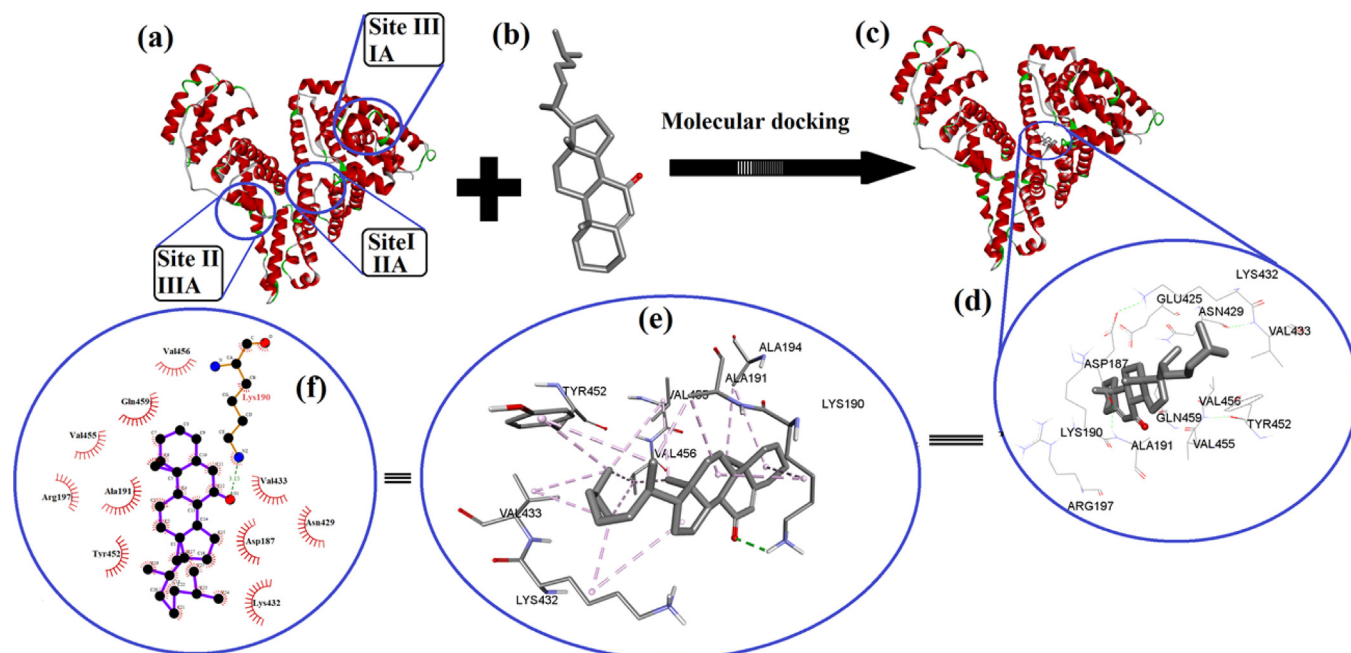 (a)
Site III
IA
(b)
(c)
Molecular docking
Site II
IIIA
SiteI
IIA
(d)
LYS432
GLU425
ASN429
VAL433
ASP187
VAL456
GLN459
TYR452
LYS190
ALA191
VAL455
ARG197
(e)
ALA194
ALA191
TYR452
VAL455
LYS190
VAL456
VAL433
LYS432
(f)
Val456
Lys190
Gln459
Val455
Val433
Arg197
Ala191
Asn429
Asp187
Tyr452
Lys432